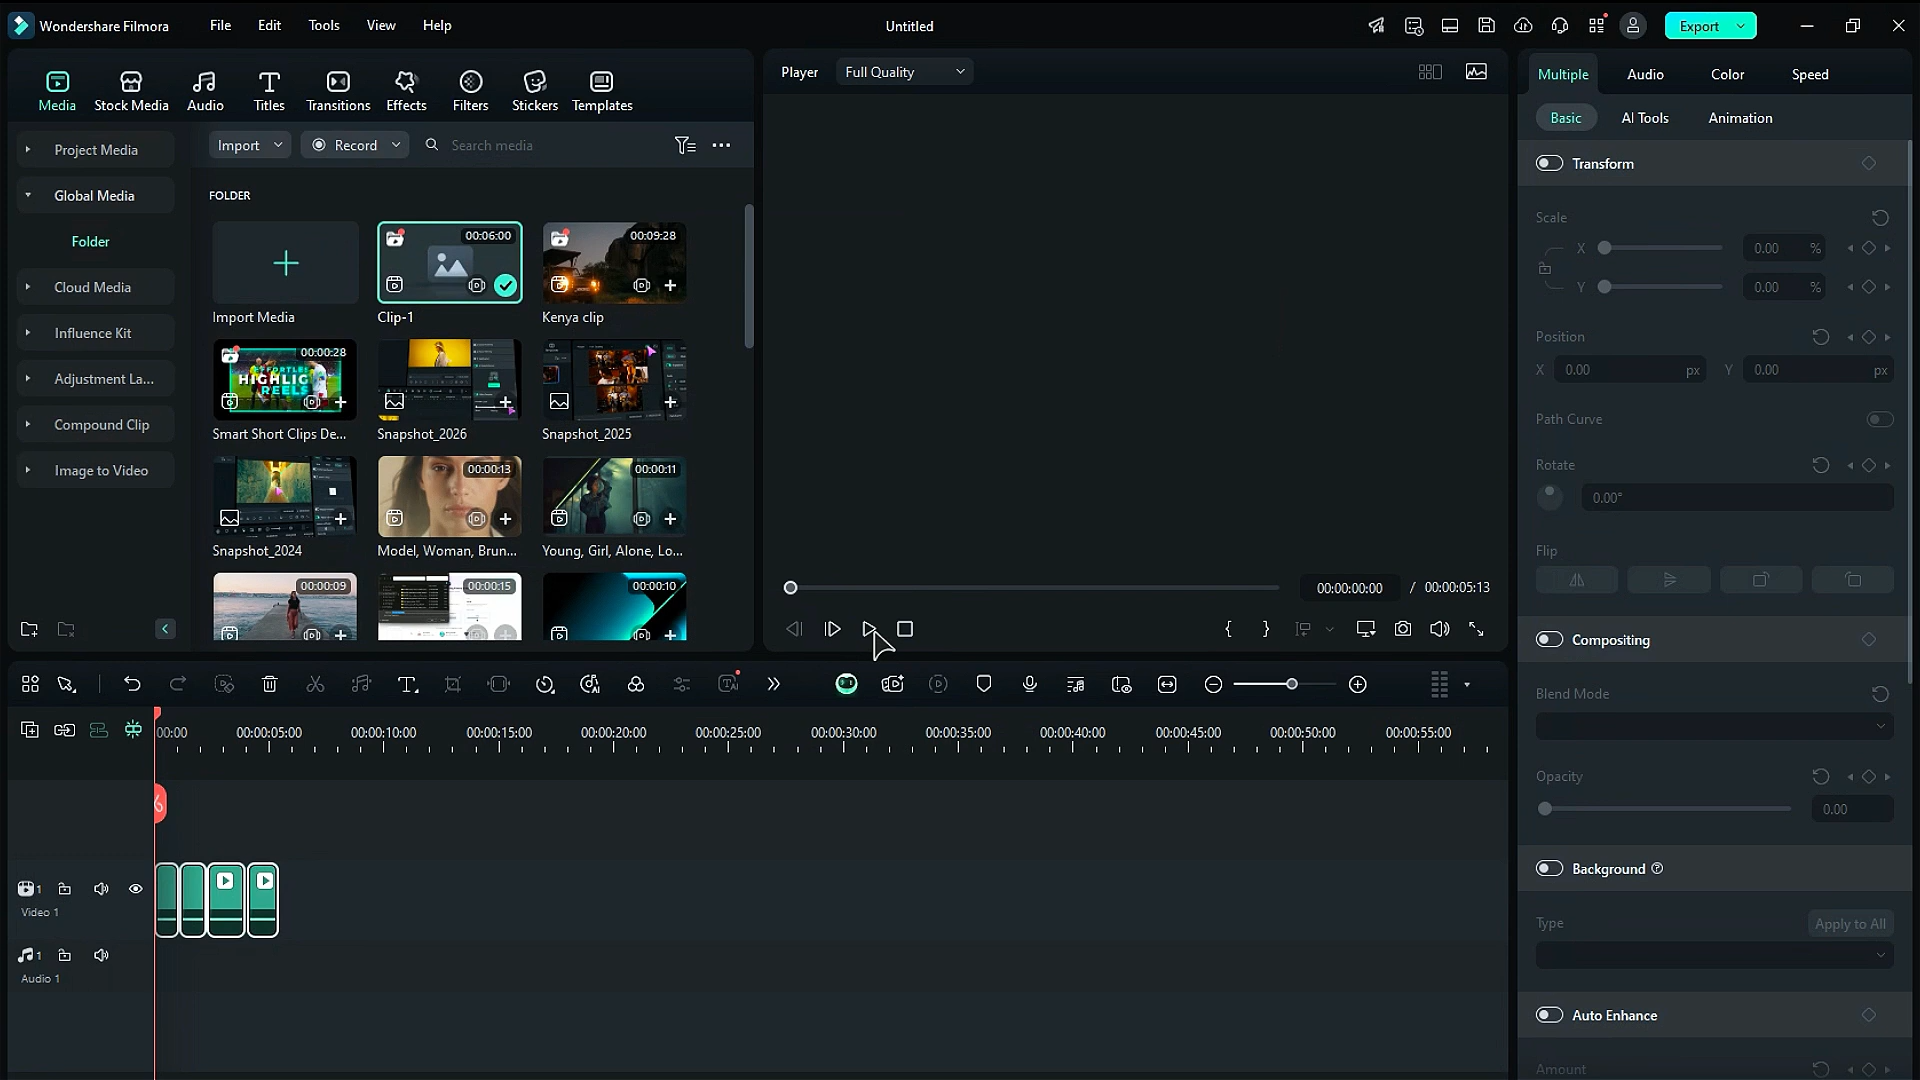 Wondershare Filmora
File
Edit
Tools
View
Help
Untitled
Export
Media
Stock Media
Audio
Titles
Transitions
Effects
Filters
Stickers
Templates
Player
Full Quality
Multiple
Audio
Color
Speed
Basic
AI Tools
Animation
Project Media
Global Media
Folder
Cloud Media
Influence Kit
Adjustment La...
Compound Clip
Image to Video
Import
Record
Search media
FOLDER
Import Media
00:06:00
Clip-1
00:09:28
Kenya clip
00:00:28
EFFORTLES
HIGHLIG
REELS
Smart Short Clips De...
Snapshot_2026
Snapshot_2025
Snapshot_2024
00:00:13
Model, Woman, Brun...
00:00:11
Young, Girl, Alone, Lo...
00:00:09
00:00:15
00:00:10
00:00:00:00 / 00:00:05:13
Transform
Scale
X 0.00 %
Y 0.00 %
Position
X 0.00 px Y 0.00 px
Path Curve
Rotate
0.00°
Flip
Compositing
Blend Mode
Opacity
0.00
Background
Type
Apply to All
Auto Enhance
Amount
00:00
00:00:05:00
00:00:10:00
00:00:15:00
00:00:20:00
00:00:25:00
00:00:30:00
00:00:35:00
00:00:40:00
00:00:45:00
00:00:50:00
00:00:55:00
1
Video 1
1
Audio 1